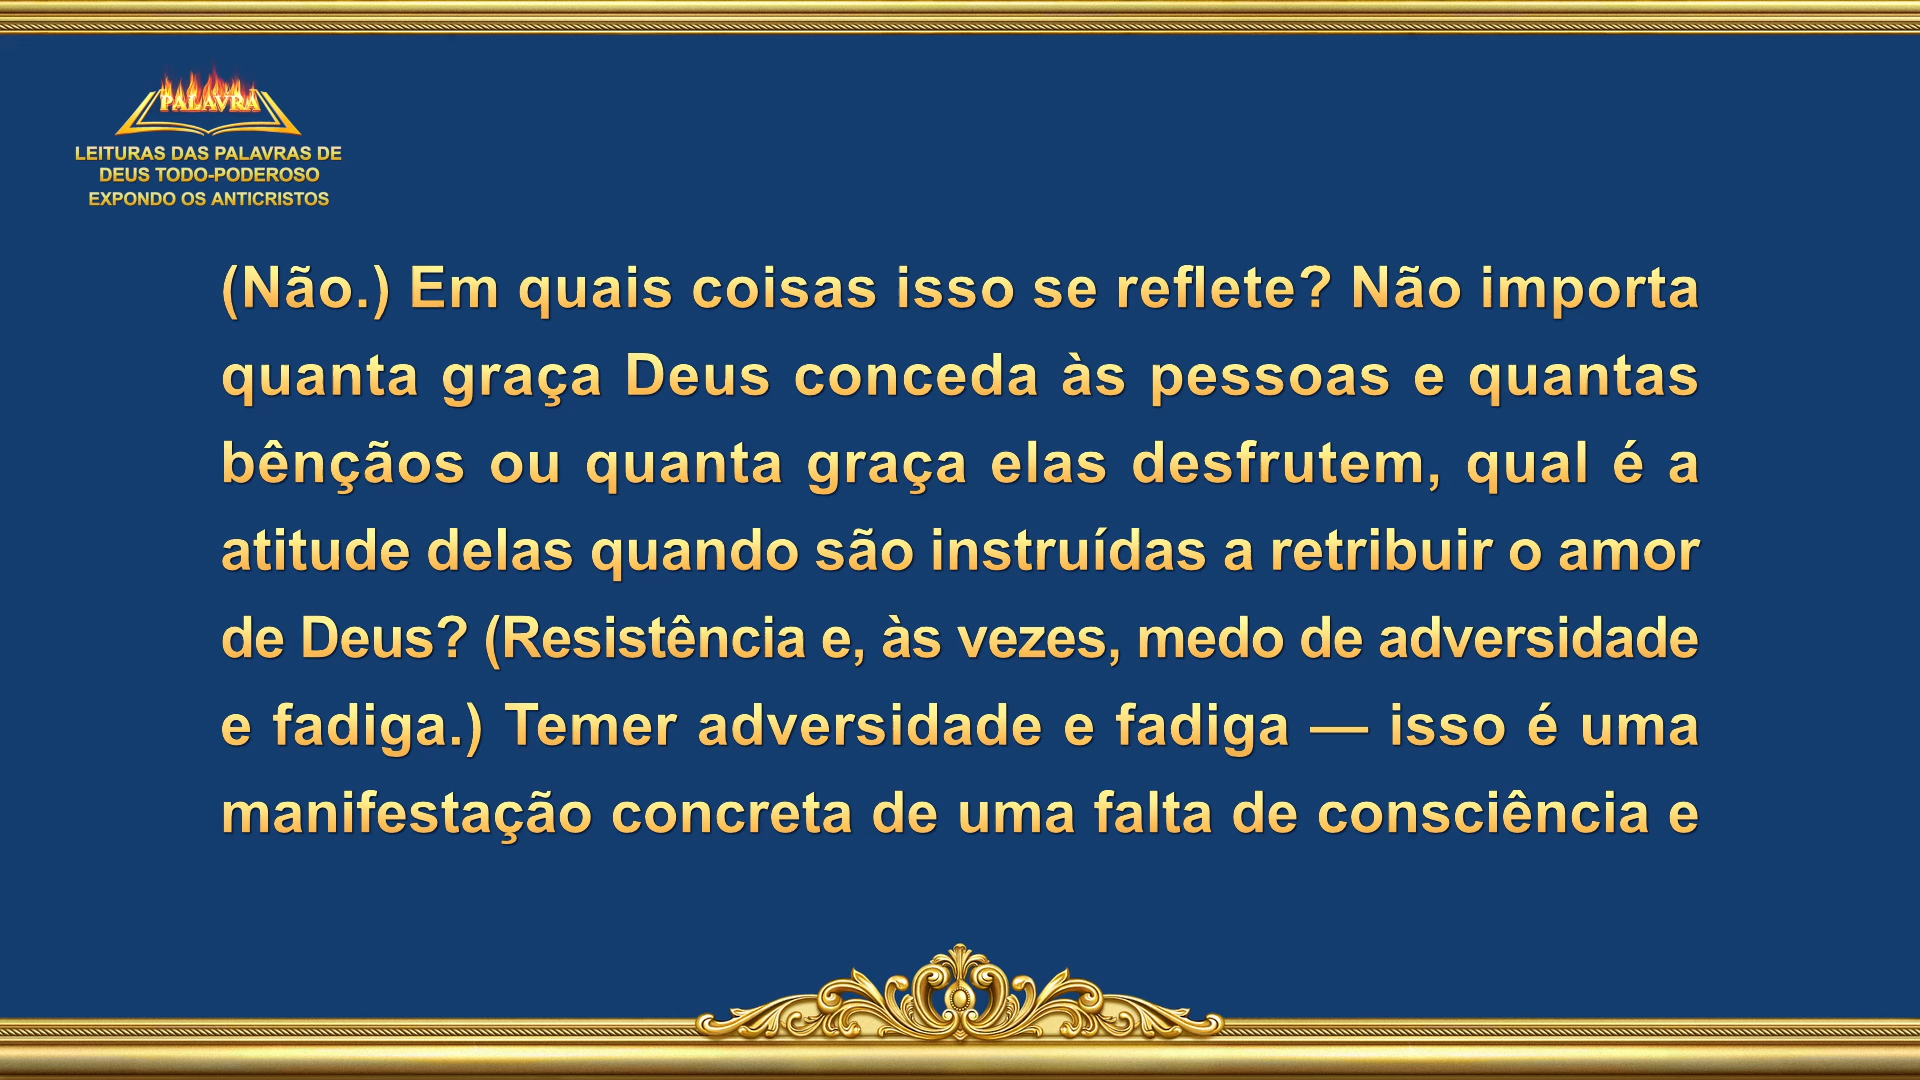 PALAVRA
LEITURAS DAS PALAVRAS DE
DEUS TODO-PODEROSO
EXPONDO OS ANTICRISTOS
(Não.) Em quais coisas isso se reflete? Não importa
quanta graça Deus conceda às pessoas e quantas
bênçãos ou quanta graça elas desfrutem, qual é a
atitude delas quando são instruídas a retribuir o amor
de Deus? (Resistência e, às vezes, medo de adversidade
e fadiga.) Temer adversidade e fadiga — isso é uma
manifestação concreta de uma falta de consciência e